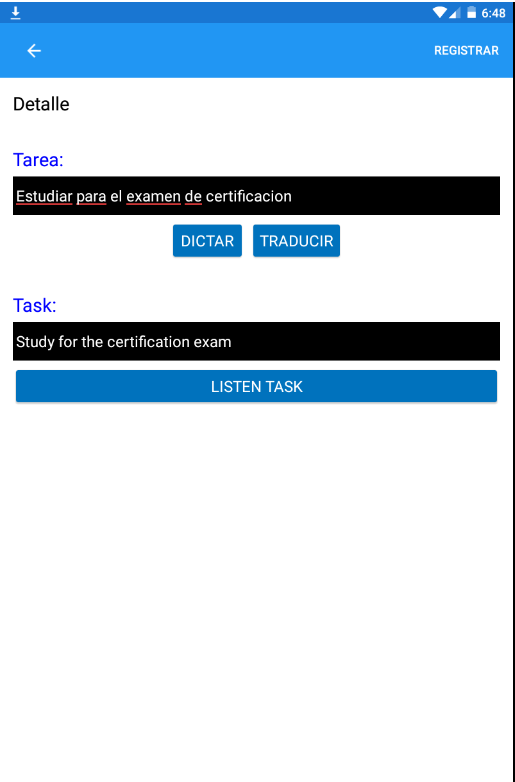 6:48
REGISTRAR
Detalle
Tarea:
Estudiar para el examen de certificacion
DICTAR TRADUCIR
Task:
Study for the certification exam
LISTEN TASK